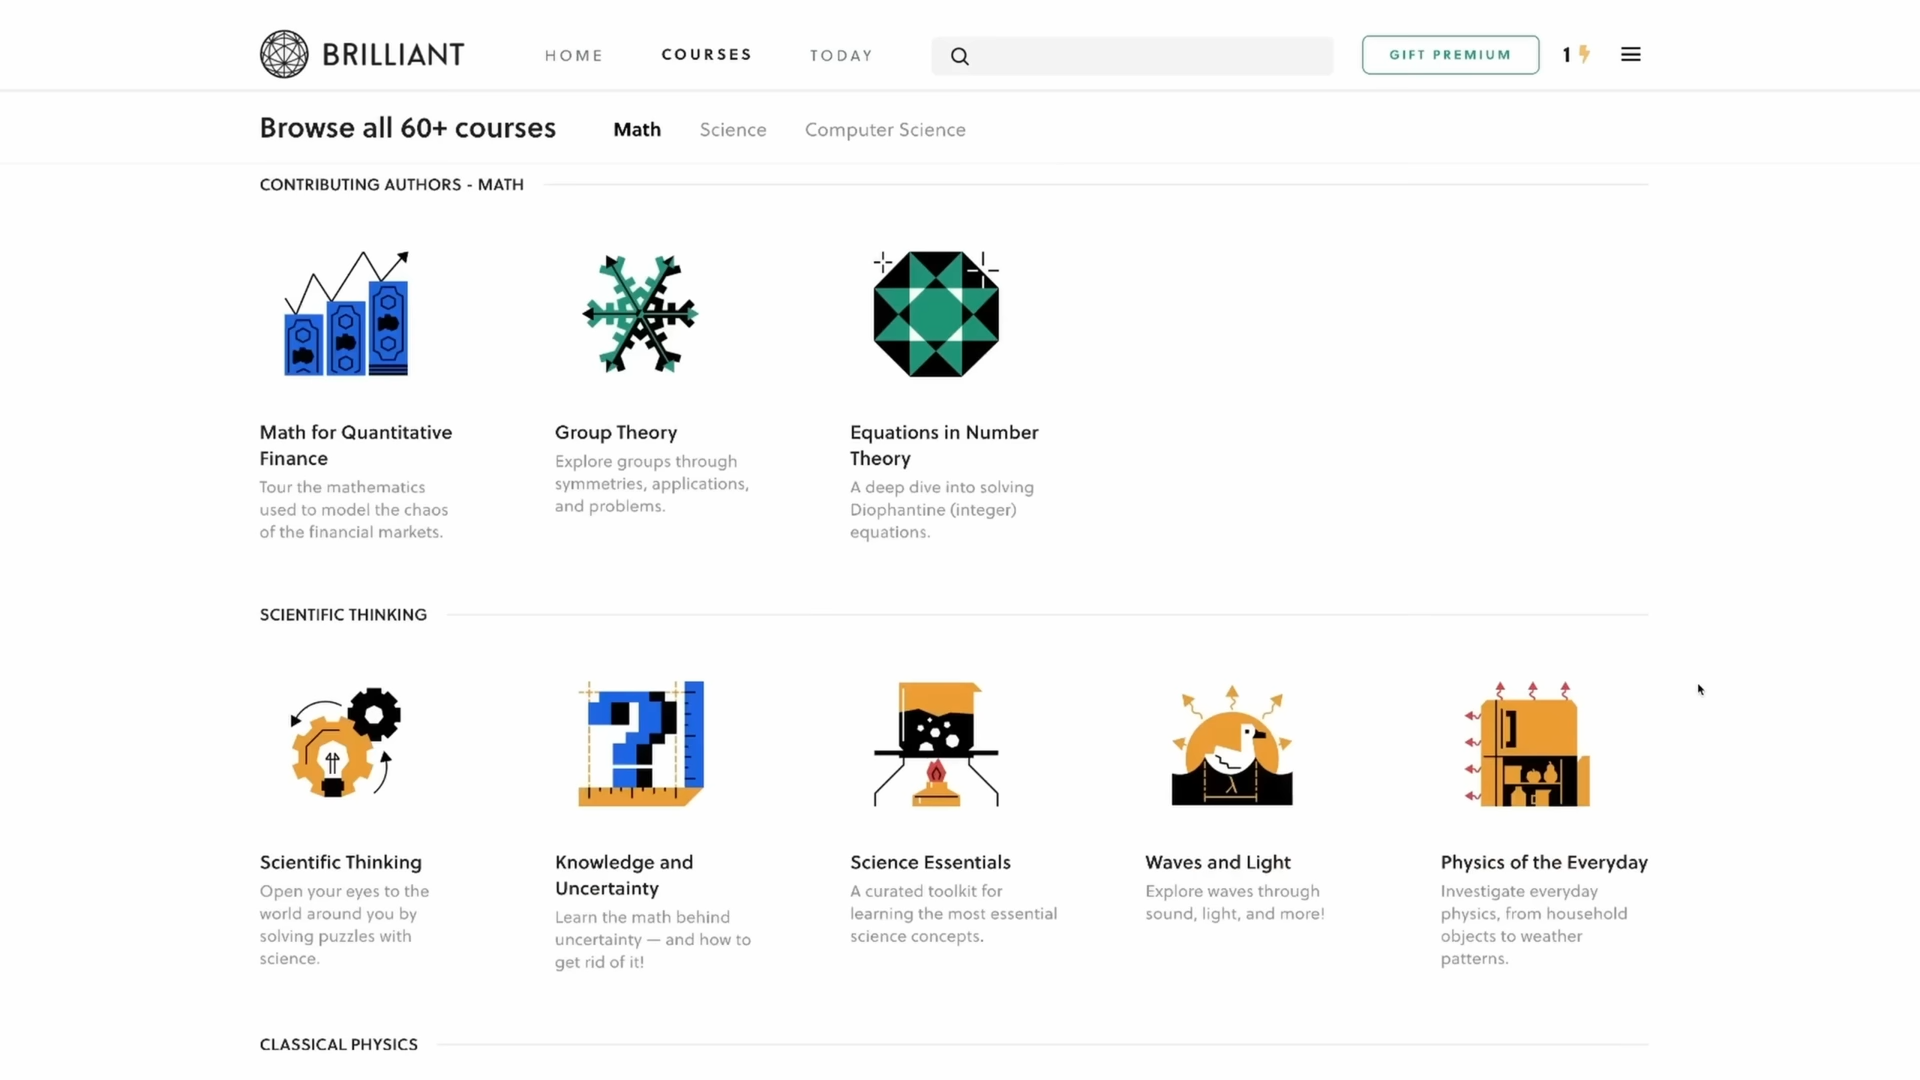 BRILLIANT
HOME
COURSES
TODAY
GIFT PREMIUM
1
Browse all 60+ courses
Math
Science
Computer Science
CONTRIBUTING AUTHORS - MATH
Math for Quantitative
Finance
Tour the mathematics
used to model the chaos
of the financial markets.
Group Theory
Explore groups through
symmetries, applications,
and problems.
Equations in Number
Theory
A deep dive into solving
Diophantine (integer)
equations.
SCIENTIFIC THINKING
Scientific Thinking
Open your eyes to the
world around you by
solving puzzles with
science.
Knowledge and
Uncertainty
Learn the math behind
uncertainty — and how to
get rid of it!
Science Essentials
A curated toolkit for
learning the most essential
science concepts.
Waves and Light
Explore waves through
sound, light, and more!
Physics of the Everyday
Investigate everyday
physics, from household
objects to weather
patterns.
CLASSICAL PHYSICS